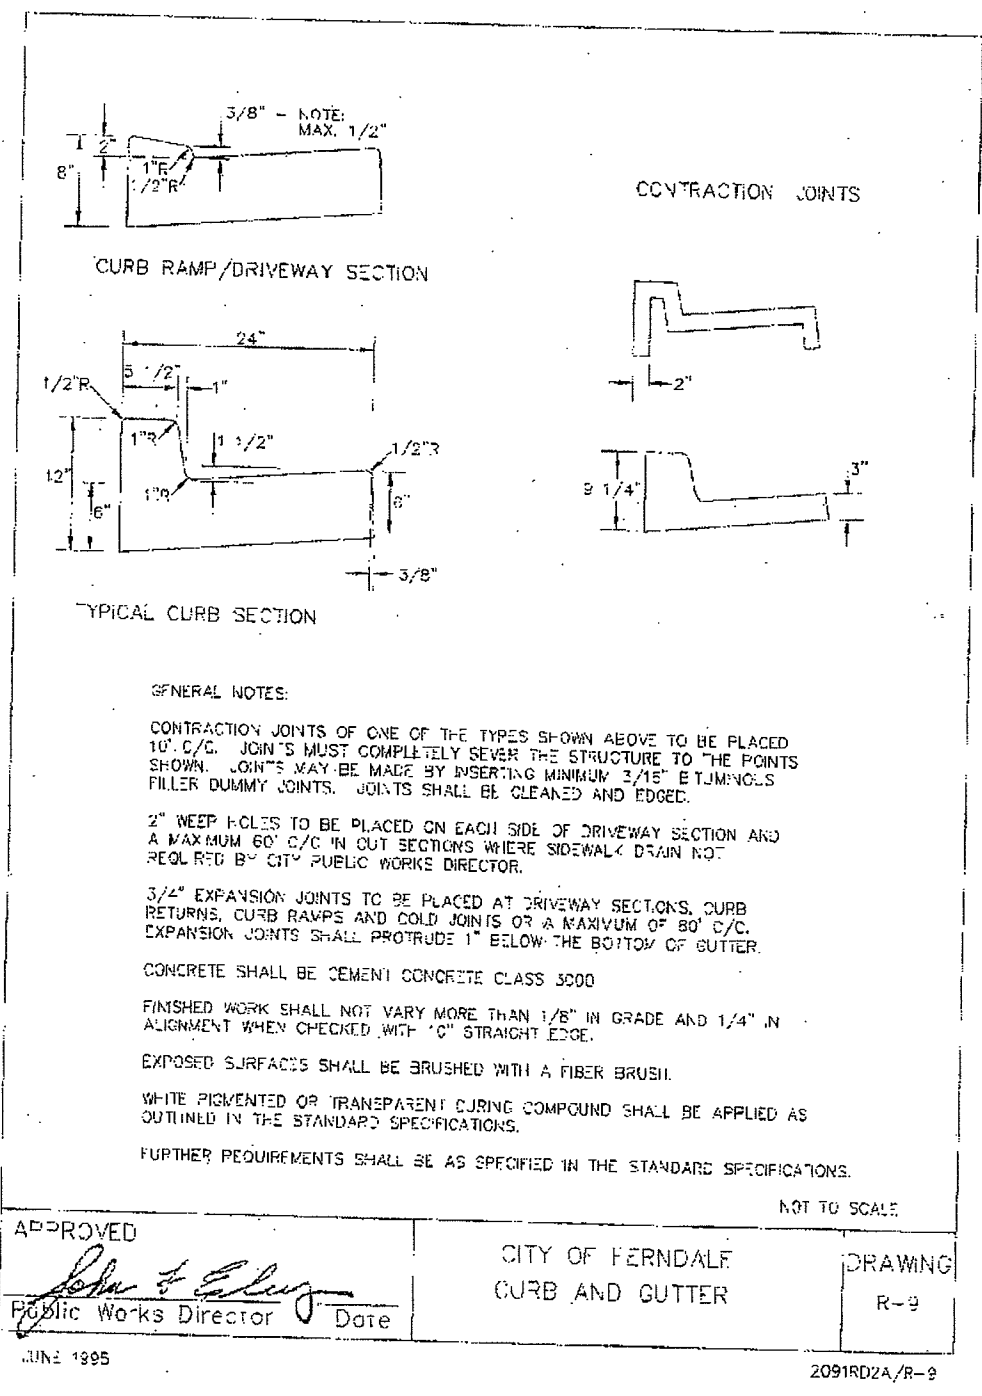 3/8" - NOTE:
MAX. 1/2"
2"
8"
1"R
1/2"R
CURB RAMP/DRIVEWAY SECTION
CONTRACTION JOINTS
24"
5 1/2"
1"
1/2"R
1"R
1 1/2"
1/2"R
12"
6"
1"R
6"
3/8"
TYPICAL CURB SECTION
2"
9 1/4"
3"
GENERAL NOTES:
CONTRACTION JOINTS OF ONE OF THE TYPES SHOWN ABOVE TO BE PLACED
10'. C/C. JOINTS MUST COMPLETELY SEVER THE STRUCTURE TO THE POINTS
SHOWN. JOINTS MAY BE MADE BY INSERTING MINIMUM 3/16" BITUMINOUS
FILLER DUMMY JOINTS. JOINTS SHALL BE CLEANED AND EDGED.
2" WEEP HOLES TO BE PLACED ON EACH SIDE OF DRIVEWAY SECTION AND
A MAXIMUM 60' C/C IN CUT SECTIONS WHERE SIDEWALK DRAIN NOT
REQUIRED BY CITY PUBLIC WORKS DIRECTOR.
3/4" EXPANSION JOINTS TO BE PLACED AT DRIVEWAY SECTIONS, CURB
RETURNS, CURB RAMPS AND COLD JOINTS OR A MAXIMUM OF 80' C/C.
EXPANSION JOINTS SHALL PROTRUDE 1" BELOW THE BOTTOM OF GUTTER.
CONCRETE SHALL BE CEMENT CONCRETE CLASS 3000
FINISHED WORK SHALL NOT VARY MORE THAN 1/8" IN GRADE AND 1/4" IN
ALIGNMENT WHEN CHECKED WITH 10' STRAIGHT EDGE.
EXPOSED SURFACES SHALL BE BRUSHED WITH A FIBER BRUSH.
WHITE PIGMENTED OR TRANSPARENT CURING COMPOUND SHALL BE APPLIED AS
OUTLINED IN THE STANDARD SPECIFICATIONS.
FURTHER REQUIREMENTS SHALL BE AS SPECIFIED IN THE STANDARD SPECIFICATIONS.
NOT TO SCALE
APPROVED
John
Public Works Director Date
CITY OF FERNDALE
CURB AND GUTTER
DRAWING
R-9
JUNE 1995
2091RD2A/R-9